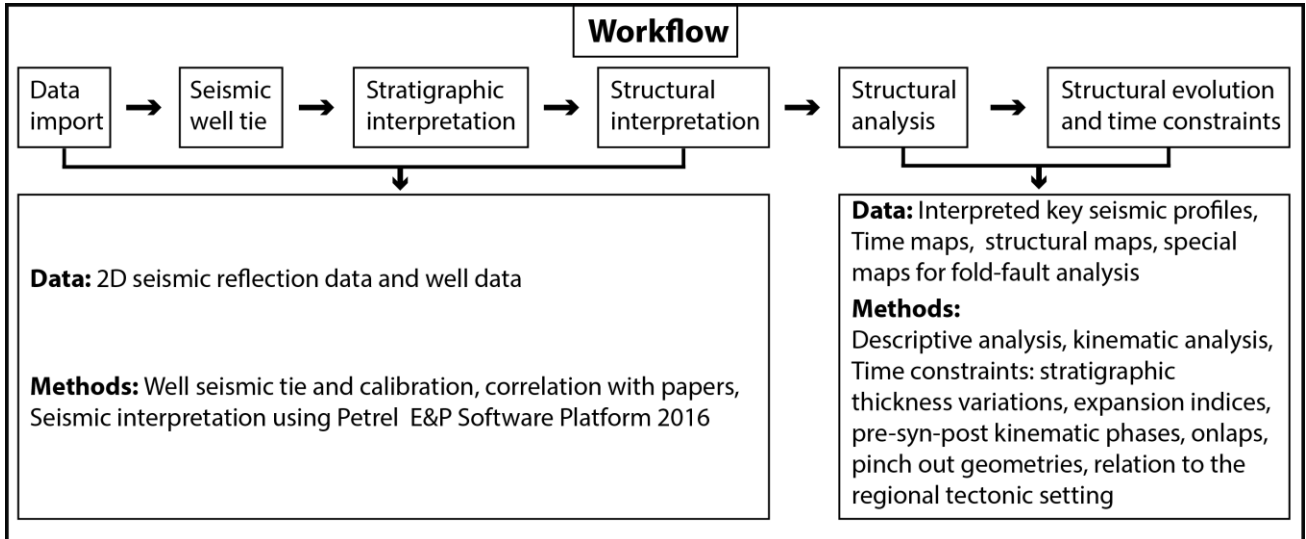 Workflow
Data
import
Seismic
well tie
Stratigraphic
interpretation
Structural
interpretation
Structural
analysis
Structural evolution
and time constraints
Data: 2D seismic reflection data and well data
Methods: Well seismic tie and calibration, correlation with papers,
Seismic interpretation using Petrel E&P Software Platform 2016
Data: Interpreted key seismic profiles,
Time maps, structural maps, special
maps for fold-fault analysis
Methods:
Descriptive analysis, kinematic analysis,
Time constraints: stratigraphic
thickness variations, expansion indices,
pre-syn-post kinematic phases, onlaps,
pinch out geometries, relation to the
regional tectonic setting